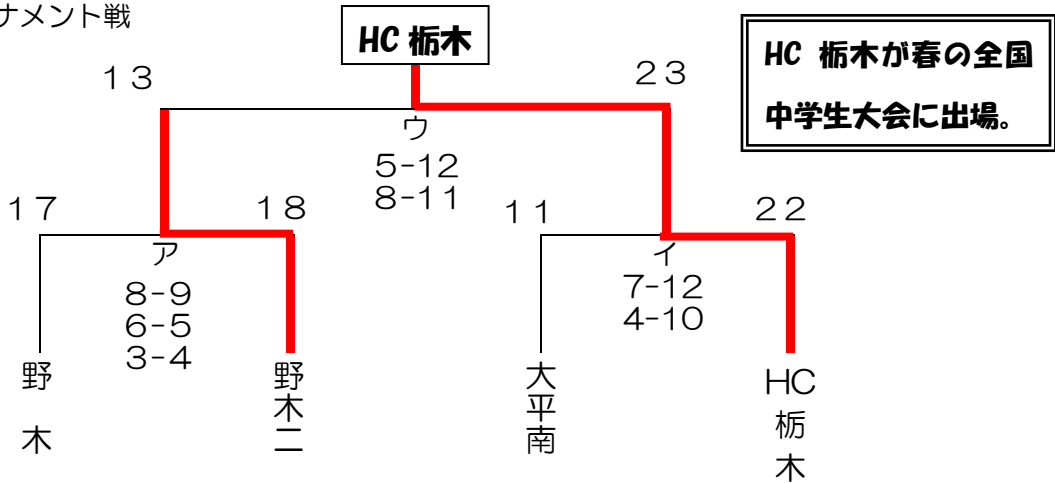 ナメント戦
HC 栃木
HC 栃木が春の全国
中学生大会に出場。
13
23
ウ
5-12
8-11
17
18
11
22
ア
8-9
6-5
3-4
イ
7-12
4-10
野木
野木二
大平南
HC栃木